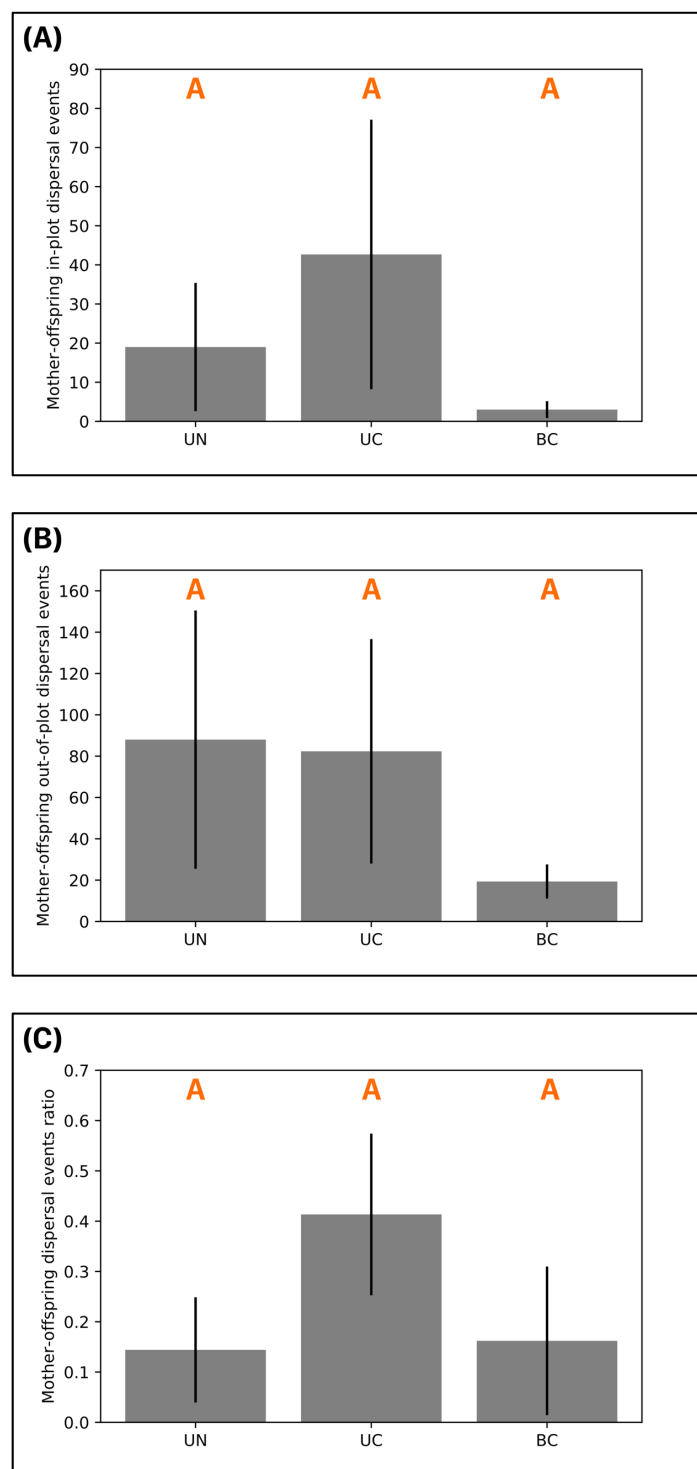 (A)
Mother-offspring in-plot dispersal events
90
80
70
60
50
40
30
20
10
0
A A A
UN UC BC
(B)
Mother-offspring out-of-plot dispersal events
160
140
120
100
80
60
40
20
0
A A A
UN UC BC
(C)
Mother-offspring dispersal events ratio
0.7
0.6
0.5
0.4
0.3
0.2
0.1
0.0
A A A
UN UC BC